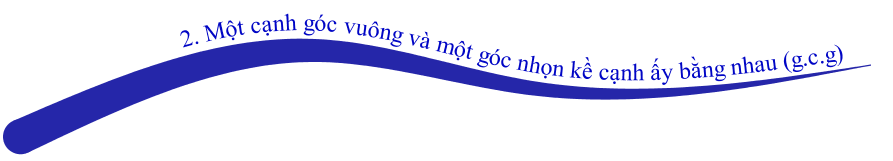 2. Một cạnh góc vuông và một góc nhọn kề cạnh ấy bằng nhau (g.c.g)